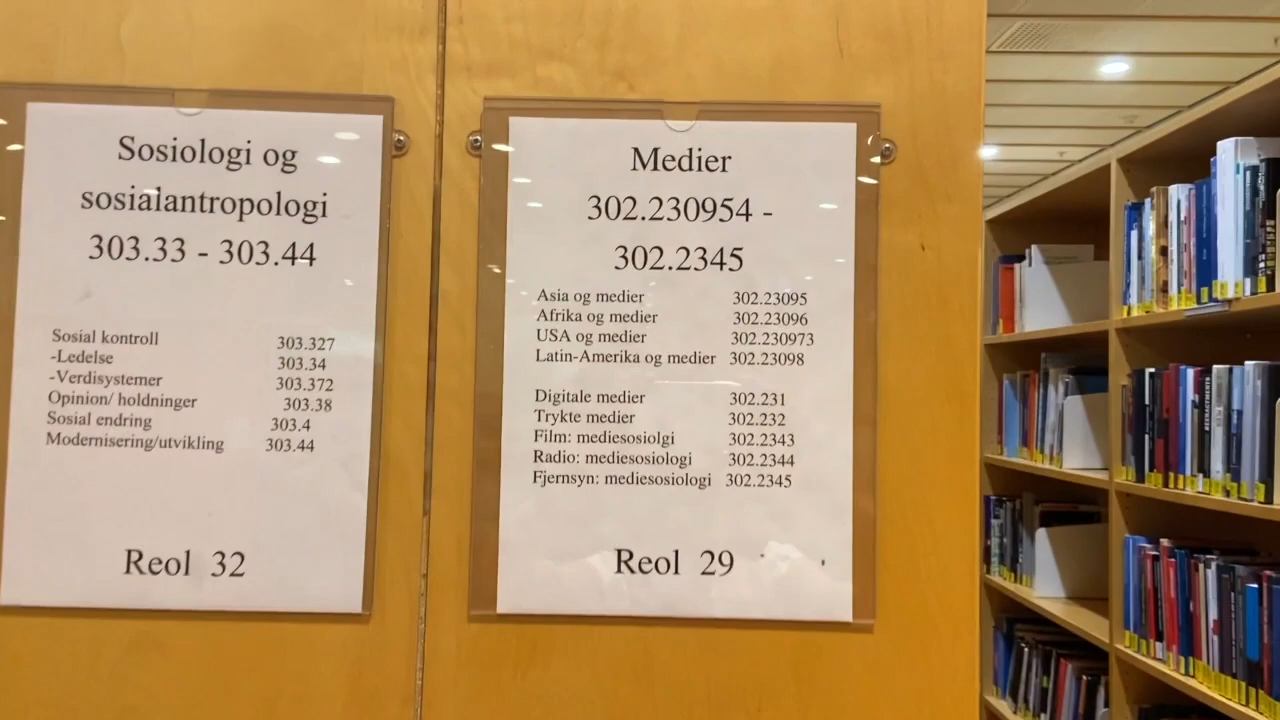 Sosiologi og
sosialantropologi
303.33 - 303.44
Sosial kontroll 303.327
-Ledelse 303.34
-Verdisystemer 303.372
Opinion/ holdninger 303.38
Sosial endring 303.4
Modernisering/utvikling 303.44
Reol 32
Medier
302.230954 -
302.2345
Asia og medier 302.23095
Afrika og medier 302.23096
USA og medier 302.230973
Latin-Amerika og medier 302.23098
Digitale medier 302.231
Trykte medier 302.232
Film: mediesosiolgi 302.2343
Radio: mediesosiologi 302.2344
Fjernsyn: mediesosiologi 302.2345
Reol 29